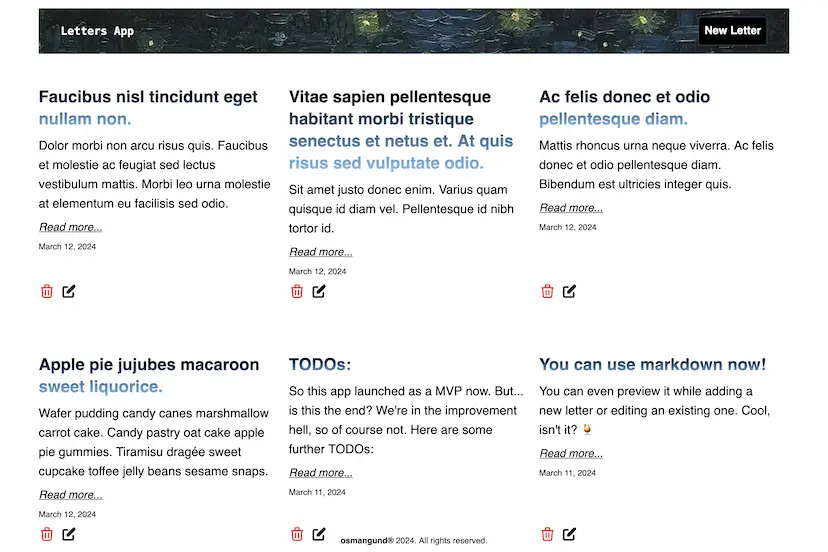 Letters App
New Letter
Faucibus nisl tincidunt eget
nullam non.
Dolor morbi non arcu risus quis. Faucibus
et molestie ac feugiat sed lectus
vestibulum mattis. Morbi leo urna molestie
at elementum eu facilisis sed odio.
Read more...
March 12, 2024
Vitae sapien pellentesque
habitant morbi tristique
senectus et netus et. At quis
risus sed vulputate odio.
Sit amet justo donec enim. Varius quam
quisque id diam vel. Pellentesque id nibh
tortor id.
Read more...
March 12, 2024
Ac felis donec et odio
pellentesque diam.
Mattis rhoncus urna neque viverra. Ac felis
donec et odio pellentesque diam.
Bibendum est ultricies integer quis.
Read more...
March 12, 2024
Apple pie jujubes macaroon
sweet liquorice.
Wafer pudding candy canes marshmallow
carrot cake. Candy pastry oat cake apple
pie gummies. Tiramisu dragée sweet
cupcake toffee jelly beans sesame snaps.
Read more...
March 12, 2024
TODOs:
So this app launched as a MVP now. But...
is this the end? We're in the improvement
hell, so of course not. Here are some
further TODOs:
Read more...
March 11, 2024
You can use markdown now!
You can even preview it while adding a
new letter or editing an existing one. Cool,
isn't it?
Read more...
March 11, 2024
osmangund® 2024. All rights reserved.